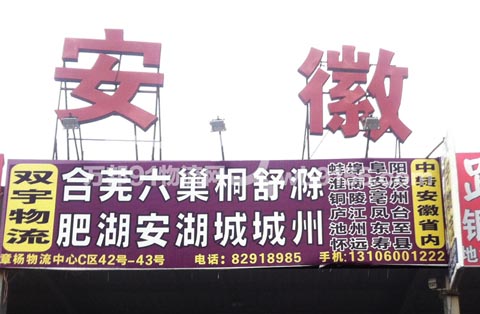 安徽
双宇物流
合芜六巢桐舒滁
肥湖安湖城城州
蚌埠 阜阳
淮南 安庆
铜陵 亳州
庐江 凤台
池州 东至
怀远 寿县
中转安徽省内
章杨物流中心C区42号-43号
电话:82918985
手机:13106001222